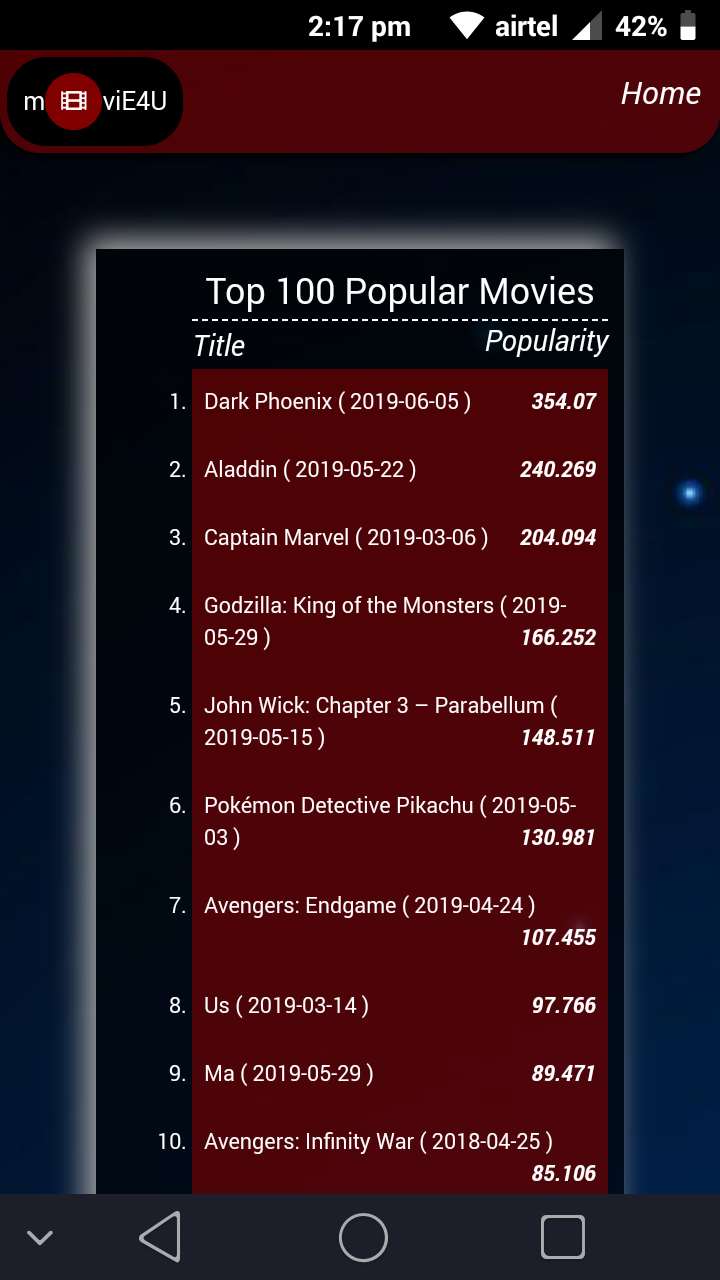 2:17 pm airtel 42%
m viE4U
Home
Top 100 Popular Movies
Title Popularity
1. Dark Phoenix ( 2019-06-05 ) 354.07
2. Aladdin ( 2019-05-22 ) 240.269
3. Captain Marvel ( 2019-03-06 ) 204.094
4. Godzilla: King of the Monsters ( 2019-
05-29 ) 166.252
5. John Wick: Chapter 3 – Parabellum (
2019-05-15 ) 148.511
6. Pokémon Detective Pikachu ( 2019-05-
03 ) 130.981
7. Avengers: Endgame ( 2019-04-24 )
107.455
8. Us ( 2019-03-14 ) 97.766
9. Ma ( 2019-05-29 ) 89.471
10. Avengers: Infinity War ( 2018-04-25 )
85.106